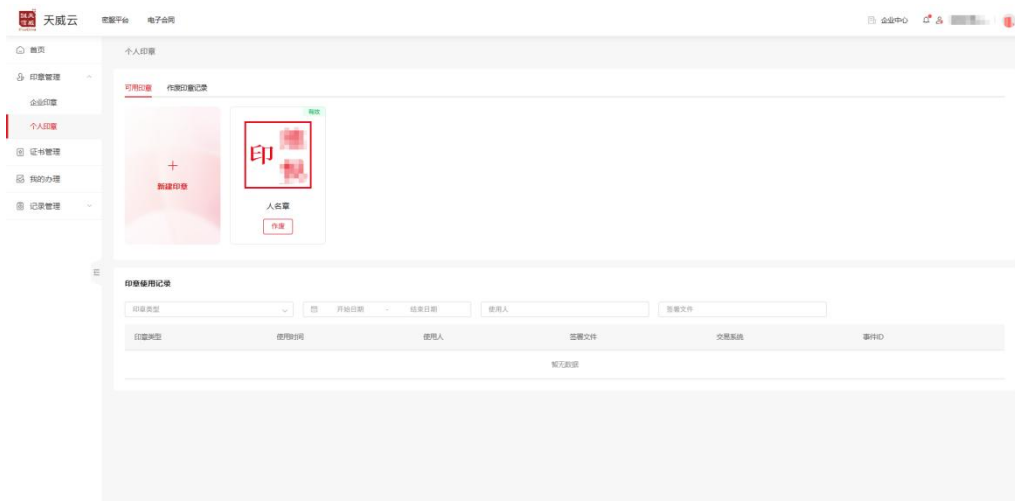 天威云 密服平台 电子合同 企业中心
首页
个人印章
印章管理
可用印章 作废印章记录
企业印章
个人印章
证书管理
我的办理
记录管理
有效
印
新建印章
人名章
作废
印章使用记录
印章类型 开始日期 - 结束日期 使用人 签署文件
印章类型 使用时间 使用人 签署文件 交易系统 事件ID
暂无数据